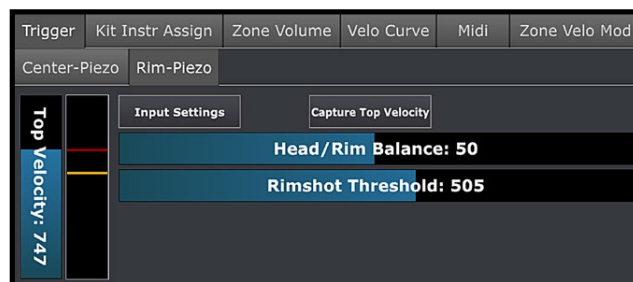 Trigger Kit Instr Assign Zone Volume Velo Curve Midi Zone Velo Mod
Center-Piezo Rim-Piezo
Input Settings Capture Top Velocity
Top Velocity: 747
Head/Rim Balance: 50
Rimshot Threshold: 505